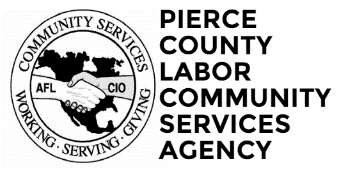 COMMUNITY SERVICES
AFL CIO
WORKING · SERVING · GIVING
PIERCE
COUNTY
LABOR
COMMUNITY
SERVICES
AGENCY